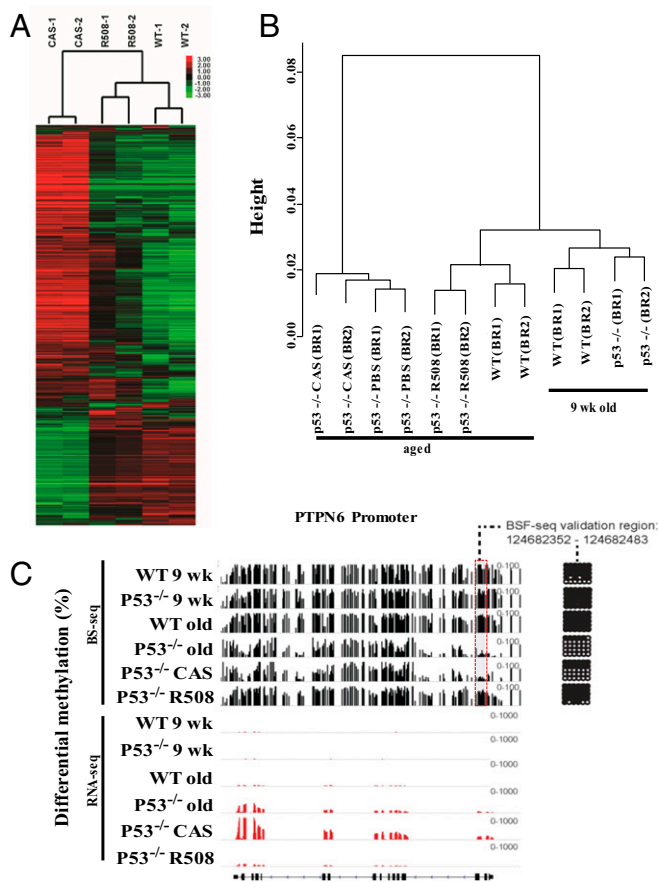 A
CAS-1
CAS-2
R508-1
R508-2
WT-1
WT-2
3.00
2.00
1.00
0.00
-1.00
-2.00
-3.00
B
Height
0.08
0.06
0.04
0.02
0.00
p53 -/- CAS (BR1)
p53 -/- CAS (BR2)
p53 -/- PBS (BR1)
p53 -/- PBS (BR2)
p53 -/- R508 (BR1)
p53 -/- R508 (BR2)
WT(BR1)
WT(BR2)
WT(BR1)
WT(BR2)
p53 -/- (BR1)
p53 -/- (BR2)
aged
9 wk old
PTPN6 Promoter
BSF-seq validation region:
124682352 - 124682483
C
Differential methylation (%)
BS-seq
WT 9 wk
0-100
P53-/- 9 wk
0-100
WT old
0-100
P53-/- old
0-100
P53-/- CAS
0-100
P53-/- R508
0-100
RNA-seq
WT 9 wk
0-1000
P53-/- 9 wk
0-1000
WT old
0-1000
P53-/- old
0-1000
P53-/- CAS
0-1000
P53-/- R508
0-1000